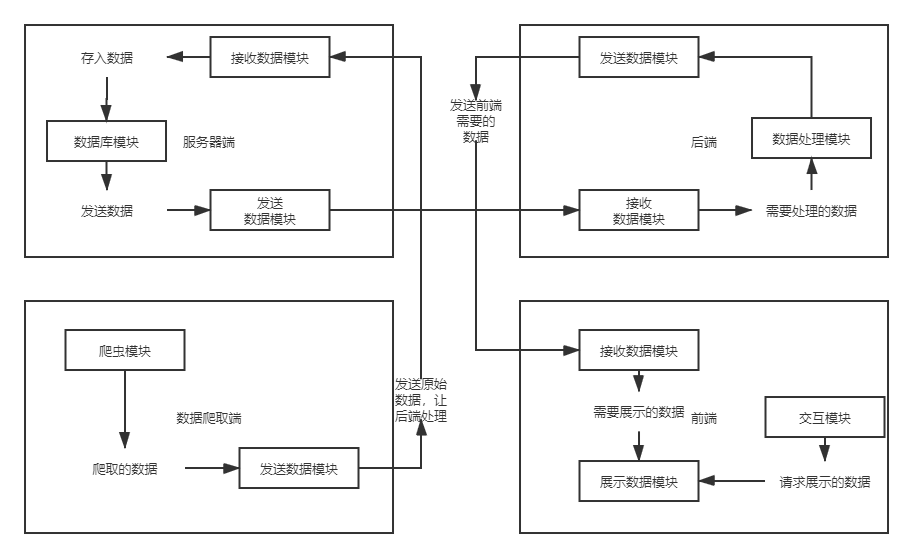 存入数据
接收数据模块
数据库模块
服务器端
发送数据
发送
数据模块
发送前端
需要的
数据
发送数据模块
后端
数据处理模块
接收
数据模块
需要处理的数据
爬虫模块
数据爬取端
爬取的数据
发送数据模块
发送原始
数据，让
后端处理
接收数据模块
需要展示的数据
前端
交互模块
展示数据模块
请求展示的数据